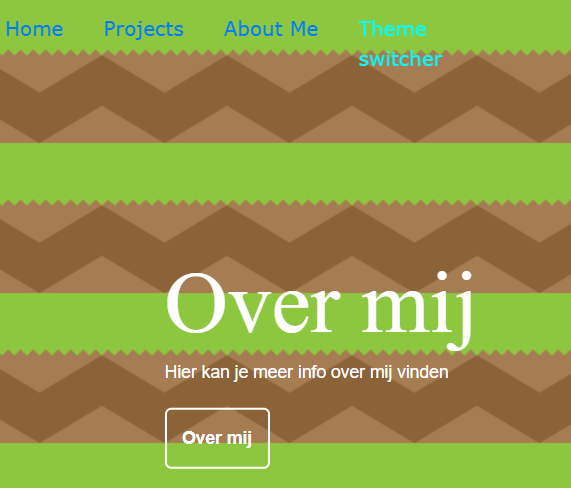 Home Projects About Me Theme
switcher
Over mij
Hier kan je meer info over mij vinden
Over mij